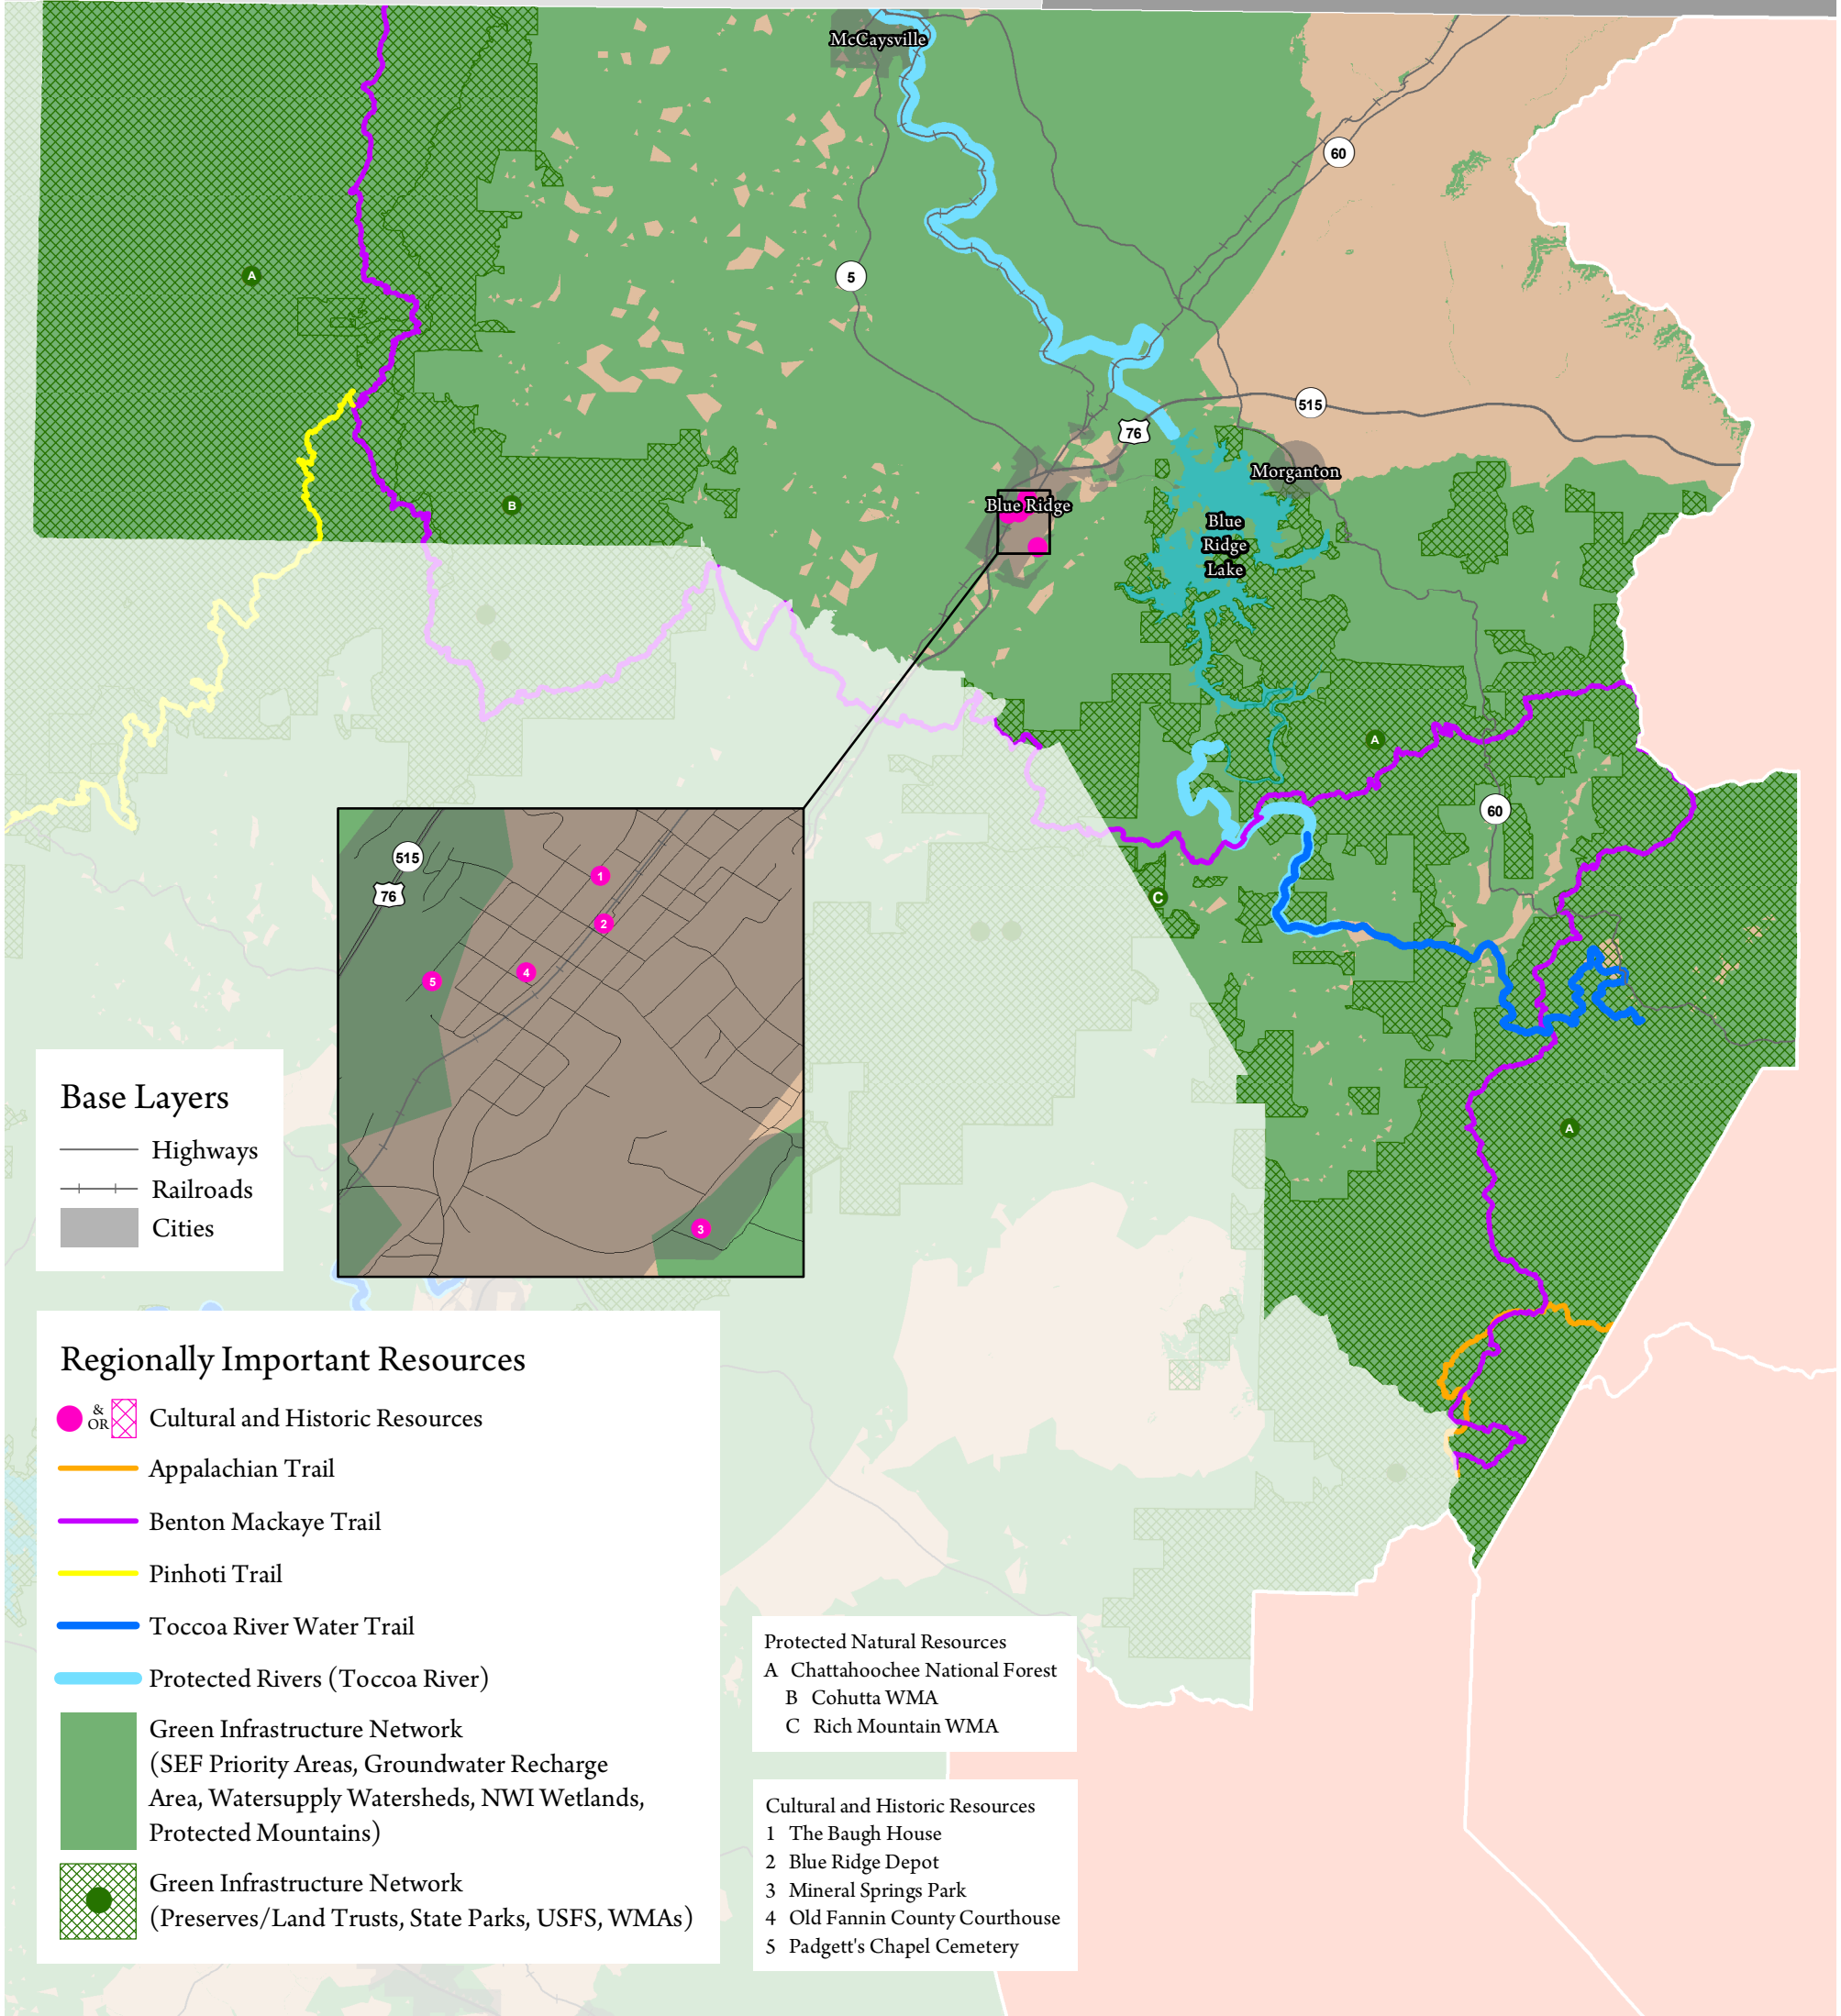 McCaysville
60
A
5
515
76
Morganton
Blue Ridge
B
Blue
Ridge
Lake
A
60
C
515
76
1
2
4
5
3
A
Base Layers
Highways
Railroads
Cities
Regionally Important Resources
&
OR
Cultural and Historic Resources
Appalachian Trail
Benton Mackaye Trail
Pinhoti Trail
Toccoa River Water Trail
Protected Rivers (Toccoa River)
Green Infrastructure Network
(SEF Priority Areas, Groundwater Recharge
Area, Watersupply Watersheds, NWI Wetlands,
Protected Mountains)
Green Infrastructure Network
(Preserves/Land Trusts, State Parks, USFS, WMAs)
Protected Natural Resources
A Chattahoochee National Forest
B Cohutta WMA
C Rich Mountain WMA
Cultural and Historic Resources
1 The Baugh House
2 Blue Ridge Depot
3 Mineral Springs Park
4 Old Fannin County Courthouse
5 Padgett's Chapel Cemetery